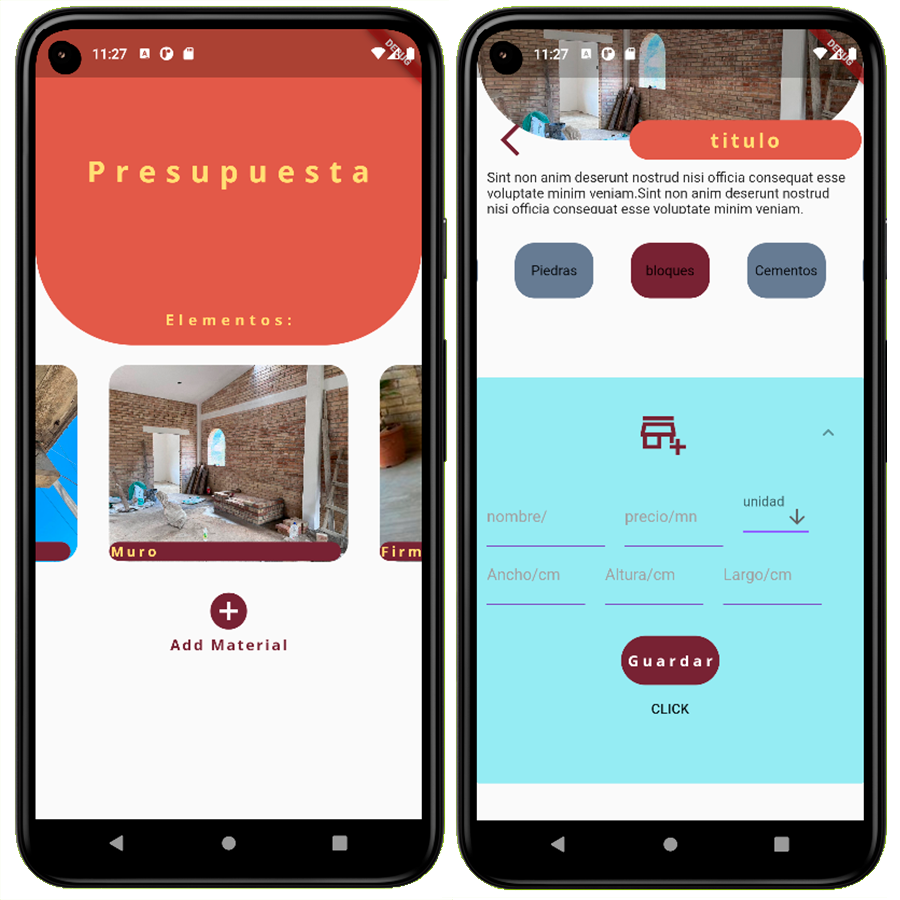 11:27
DEBUG
Presupuesta
Elementos:
Muro
Firm
Add Material
11:27
DEBUG
titulo
Sint non anim deserunt nostrud nisi officia consequat esse
voluptate minim veniam.Sint non anim deserunt nostrud
nisi officia consequat esse voluptate minim veniam.
Piedras
bloques
Cementos
nombre/
precio/mn
unidad
Ancho/cm
Altura/cm
Largo/cm
Guardar
CLICK